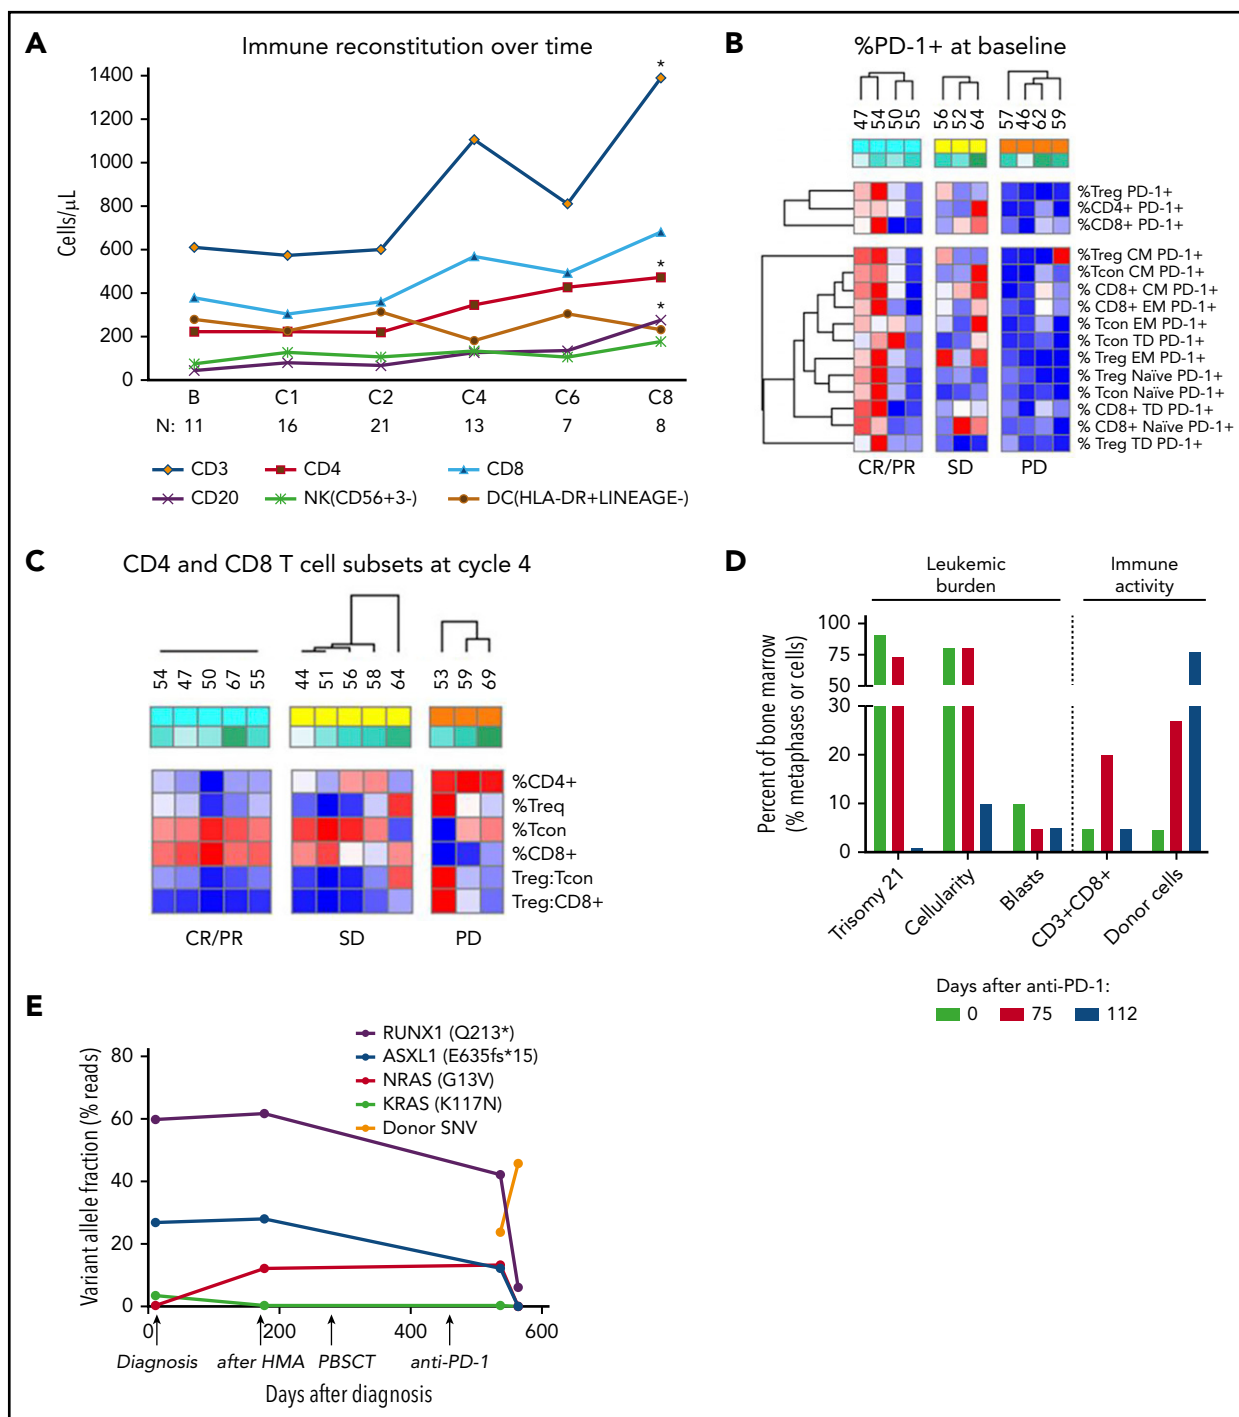 A
Immune reconstitution over time
1400
1200
1000
800
600
400
200
0
Cells/μL
*
*
*
B C1 C2 C4 C6 C8
N: 11 16 21 13 7 8
CD3 CD4 CD8
CD20 NK(CD56+3-) DC(HLA-DR+LINEAGE-)
B
%PD-1+ at baseline
47 54 50 55 56 52 64 57 46 62 59
%Treg PD-1+
%CD4+ PD-1+
%CD8+ PD-1+
%Treg CM PD-1+
%Tcon CM PD-1+
% CD8+ CM PD-1+
% CD8+ EM PD-1+
% Tcon EM PD-1+
% Tcon TD PD-1+
% Treg EM PD-1+
% Treg Naïve PD-1+
% Tcon Naïve PD-1+
% CD8+ TD PD-1+
% CD8+ Naïve PD-1+
% Treg TD PD-1+
CR/PR SD PD
C
CD4 and CD8 T cell subsets at cycle 4
54 47 50 67 55 44 51 56 58 64 53 59 69
%CD4+
%Treq
%Tcon
%CD8+
Treg:Tcon
Treg:CD8+
CR/PR SD PD
D
Leukemic burden
Immune activity
Percent of bone marrow
(% metaphases or cells)
100
75
50
30
20
10
0
Trisomy 21 Cellularity Blasts CD3+CD8+ Donor cells
Days after anti-PD-1:
0 75 112
E
RUNX1 (Q213*)
ASXL1 (E635fs*15)
NRAS (G13V)
KRAS (K117N)
Donor SNV
Variant allele fraction (% reads)
80
60
40
20
0
0 200 400 600
Diagnosis after HMA PBSCT anti-PD-1
Days after diagnosis